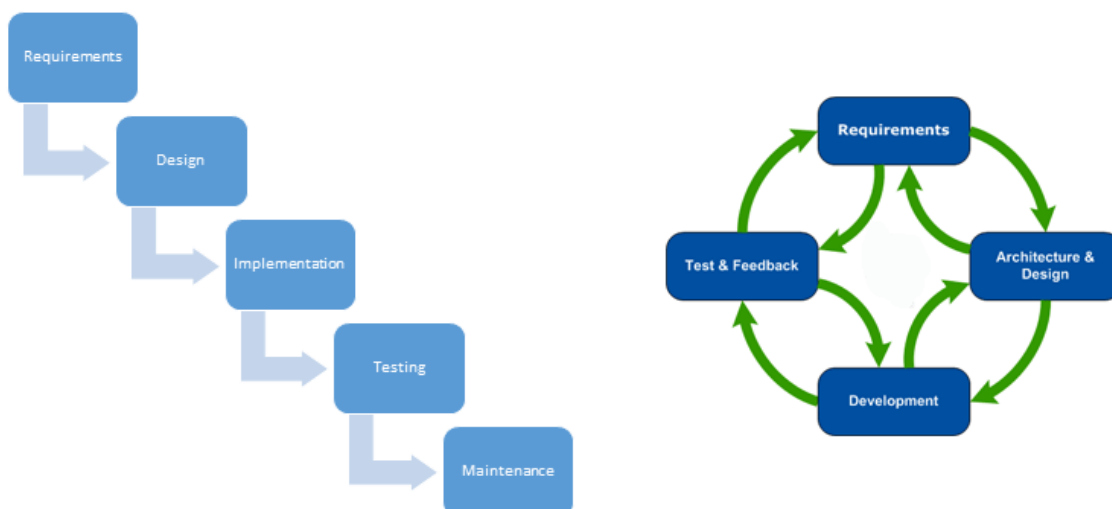 Requirements
Design
Implementation
Testing
Maintenance
Requirements
Test & Feedback
Architecture &
Design
Development